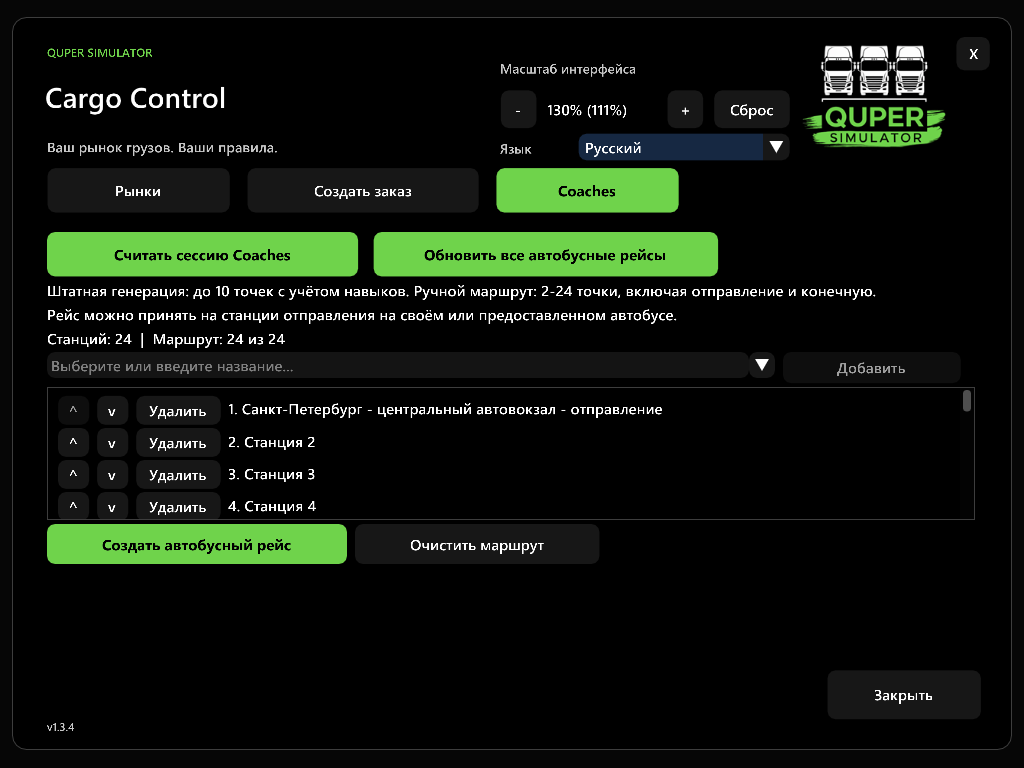 QUPER SIMULATOR
X
Масштаб интерфейса
Cargo Control
- 130% (111%) + Сброс
QUPER
SIMULATOR
Ваш рынок грузов. Ваши правила.
Язык Русский
Рынки Создать заказ Coaches
Считать сессию Coaches Обновить все автобусные рейсы
Штатная генерация: до 10 точек с учётом навыков. Ручной маршрут: 2-24 точки, включая отправление и конечную.
Рейс можно принять на станции отправления на своём или предоставленном автобусе.
Станций: 24 | Маршрут: 24 из 24
Выберите или введите название... Добавить
^ v Удалить 1. Санкт-Петербург - центральный автовокзал - отправление
^ v Удалить 2. Станция 2
^ v Удалить 3. Станция 3
^ v Удалить 4. Станция 4
Создать автобусный рейс Очистить маршрут
Закрыть
v1.3.4